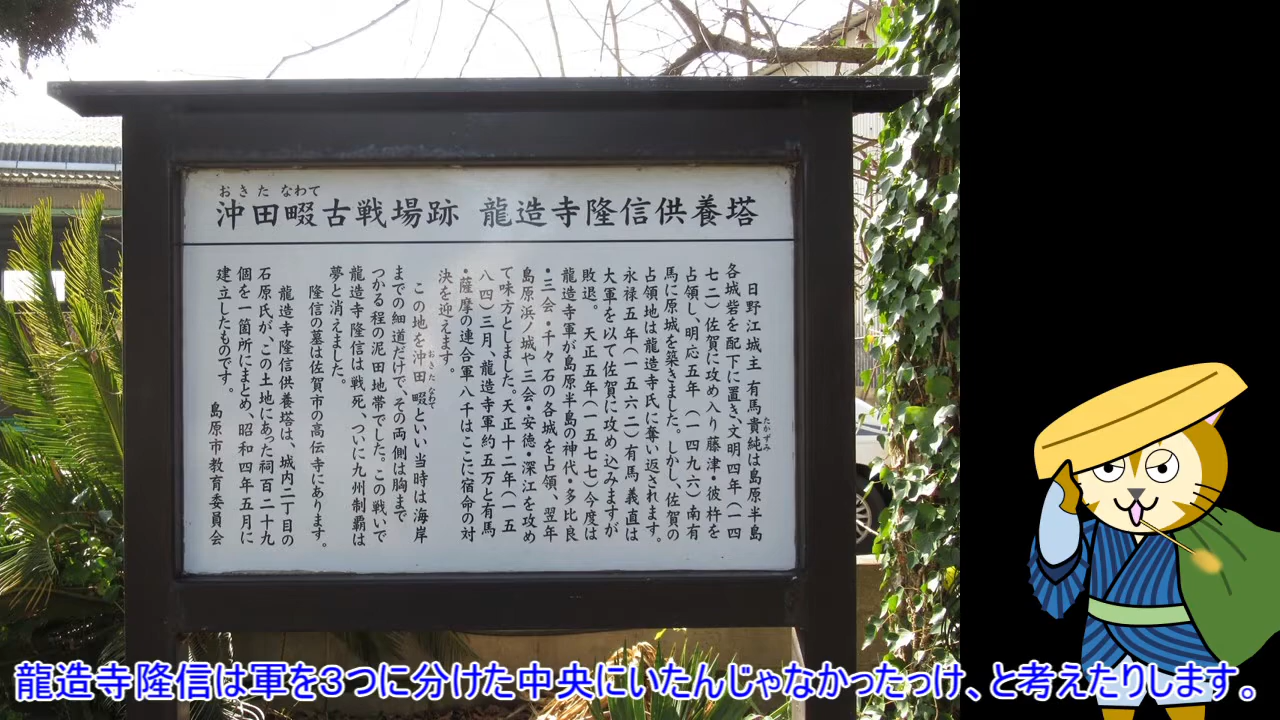 おきた なわて
沖田畷古戦場跡 龍造寺隆信供養塔
日野江城主 有馬貴純は島原半島
たかずみ
各城砦を配下に置き、文明四年(一四
七二)佐賀に攻め入り藤津・彼杵を
占領し、明応五年(一四九六)南有
馬に原城を築きました。しかし、佐賀の
占領地は龍造寺氏に奪い返されます。
永禄五年(一五六二)有馬義直は
大軍を以て佐賀に攻め込みますが
敗退。 天正五年(一五七七)今度は
龍造寺軍が島原半島の神代・多比良
・三会・千々石の各城を占領、翌年
島原浜ノ城や三会・安徳・深江を攻め
て味方としました。天正十二年(一五
八四)三月、龍造寺軍約五万と有馬
・薩摩の連合軍八千はここに宿命の対
決を迎えます。
この地を沖田畷といい当時は海岸
おきたなわて
までの細道だけで、その両側は胸まで
つかる程の泥田地帯でした。この戦いで
龍造寺隆信は戦死、ついに九州制覇は
夢と消えました。
隆信の墓は佐賀市の高伝寺にあります。
龍造寺隆信供養塔は、城内二丁目の
石原氏が、この土地にあった祠百二十九
個を一箇所にまとめ、昭和四年五月に
建立したものです。 島原市教育委員会
龍造寺隆信は軍を3つに分けた中央にいたんじゃなかったっけ、と考えたりします。